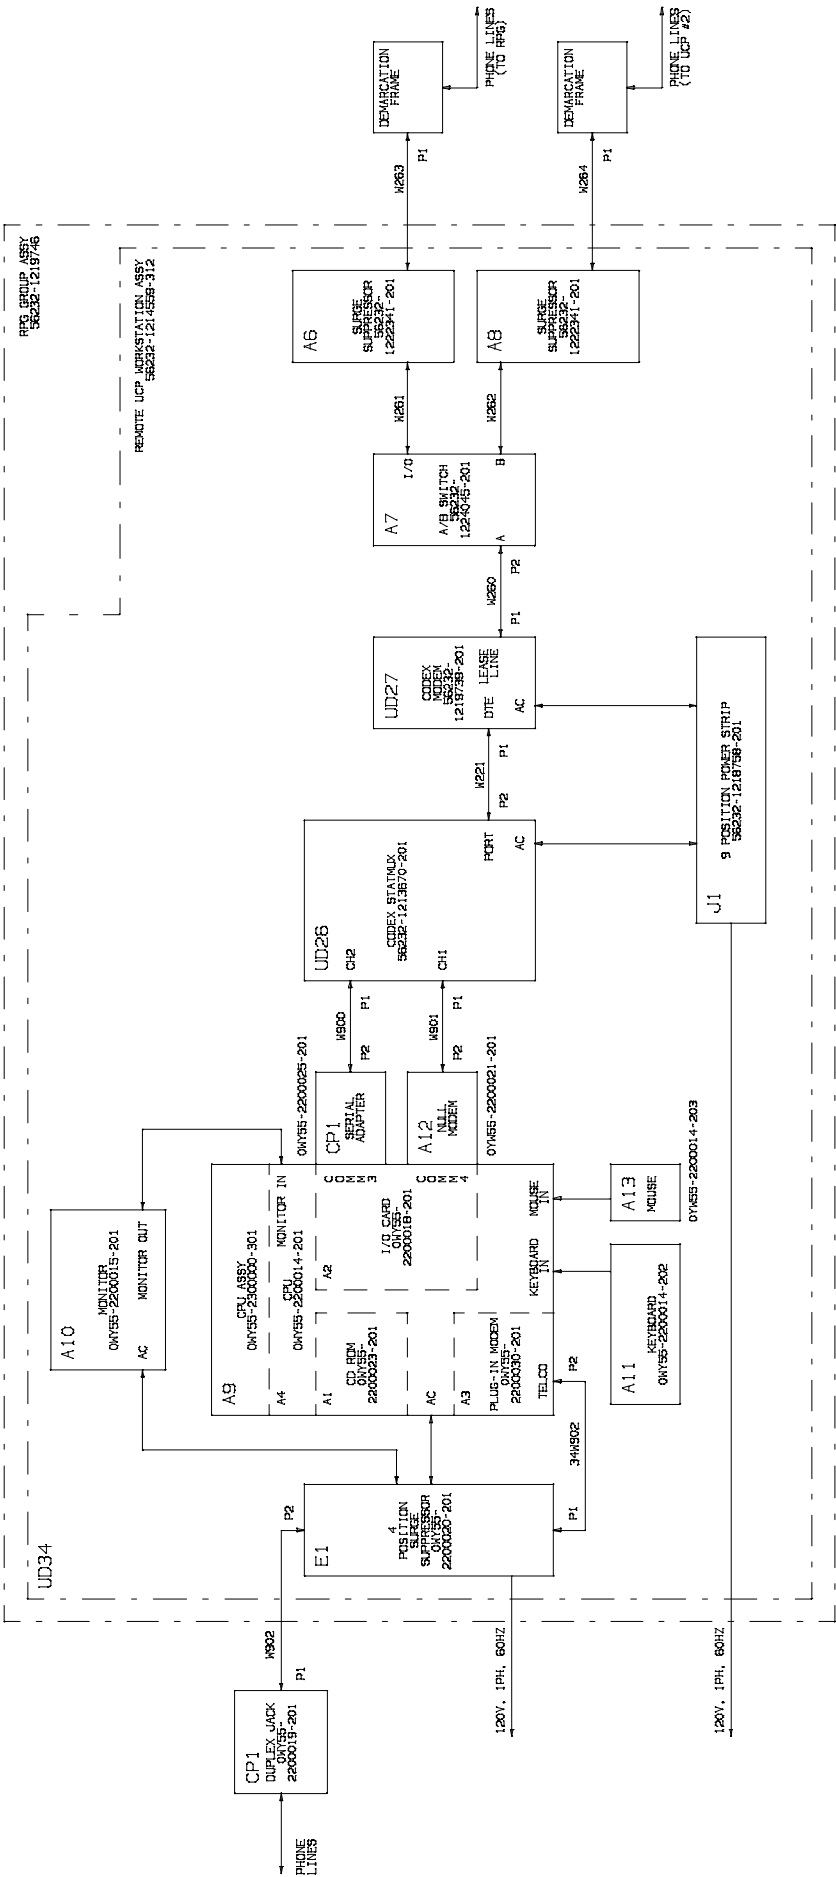 PHONE
LINES
CP1
DUPLEX JACK
0WY55-
2200019-201
P1
W902
P2
UD34
RPG GROUP ASSY
56232-1219746
REMOTE UCP WORKSTATION ASSY
56232-1214559-312
E1
4
POSITION
SURGE
SUPPRESSOR
0WY55-
2200020-201
120V, 1PH, 60HZ
120V, 1PH, 60HZ
P1
34W902
P2
A10
MONITOR
0WY55-2200015-201
AC
MONITOR OUT
A9
CPU ASSY
0WY55-2300000-301
A4
CPU
0WY55-2200014-201
MONITOR IN
A1
CD ROM
0WY55-
2200023-201
A2
I/O CARD
0WY55-
2200018-201
COMM3
COMM4
AC
A3
PLUG-IN MODEM
0WY55-
2200030-201
TELCO
KEYBOARD
IN
MOUSE
IN
A11
KEYBOARD
0WY55-2200014-202
A13
MOUSE
0YW55-2200014-203
0WY55-2200025-201
CP1
SERIAL
ADAPTER
A12
NULL
MODEM
0YW55-2200021-201
P2
W900
P1
P2
W901
P1
UD26
CH2
CODEX STATMUX
56232-1213670-201
CH1
PORT
AC
P2
W221
P1
UD27
CODEX
MODEM
56232-
1219739-201
DTE
LEASE
LINE
AC
J1
9 POSITION POWER STRIP
56232-1218758-201
P1
W260
P2
A7
A/B SWITCH
56232-
1224045-201
I/O
A
B
W261
W262
A6
SURGE
SUPPRESSOR
56232-
1222341-201
A8
SURGE
SUPPRESSOR
56232-
1222341-201
W263
P1
W264
P1
DEMARCATION
FRAME
DEMARCATION
FRAME
PHONE LINES
(TO RPG)
PHONE LINES
(TO UCP #2)